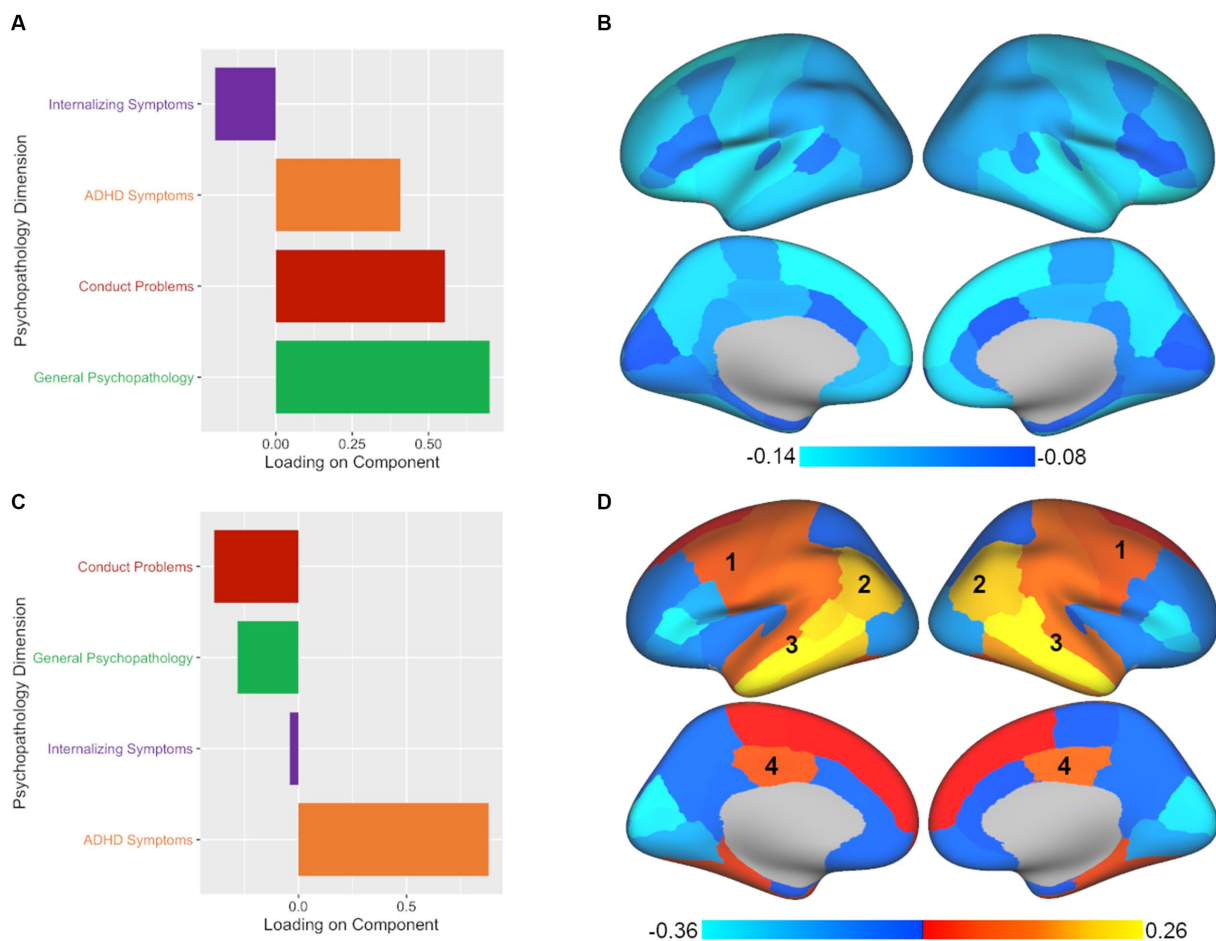 A
Psychopathology Dimension
Internalizing Symptoms
ADHD Symptoms
Conduct Problems
General Psychopathology
0.00 0.25 0.50
Loading on Component
B
-0.14 -0.08
C
Psychopathology Dimension
Conduct Problems
General Psychopathology
Internalizing Symptoms
ADHD Symptoms
0.0 0.5
Loading on Component
D
1 1
2 2
3 3
4 4
-0.36 0.26